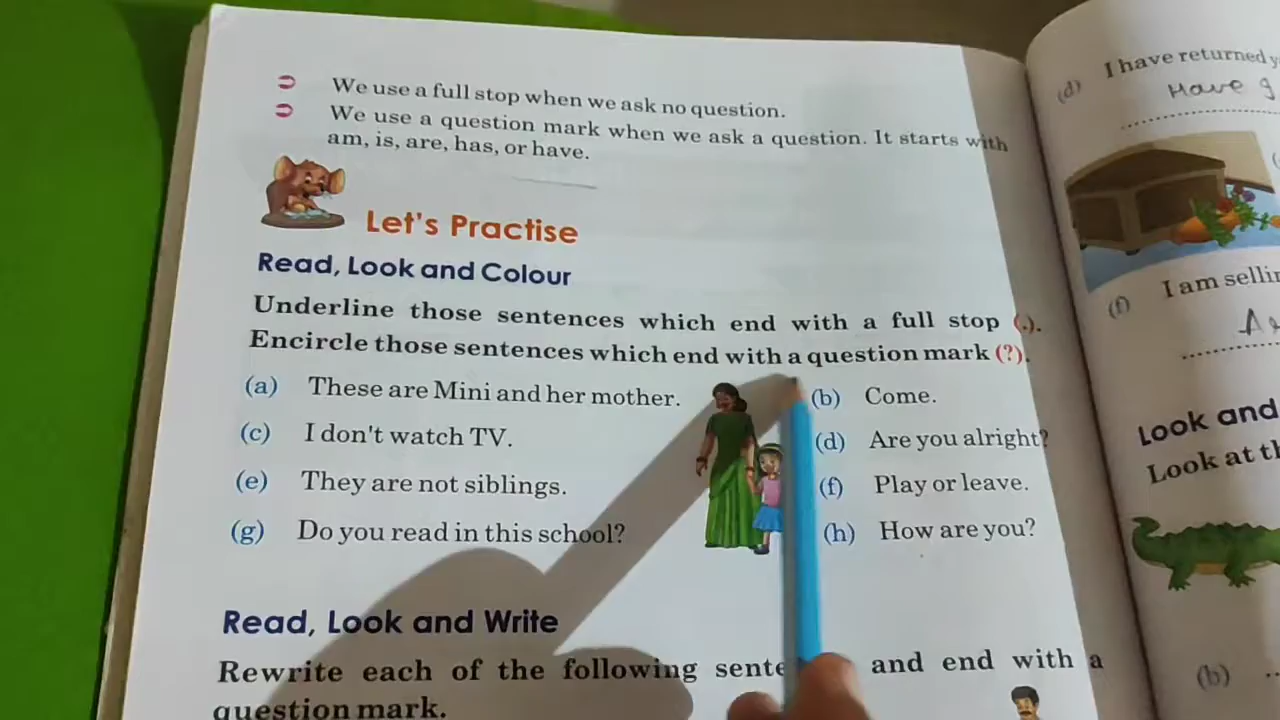 We use a full stop when we ask no question.
We use a question mark when we ask a question. It starts with
am, is, are, has, or have.
Let's Practise
Read, Look and Colour
Underline those sentences which end with a full stop (.).
Encircle those sentences which end with a question mark (?).
(a) These are Mini and her mother.
(b) Come.
(c) I don't watch TV.
(d) Are you alright?
(e) They are not siblings.
(f) Play or leave.
(g) Do you read in this school?
(h) How are you?
Read, Look and Write
Rewrite each of the following and end with a
question mark.
(d) I have returned
Have
(f) I am
Look and
Look at
(b)